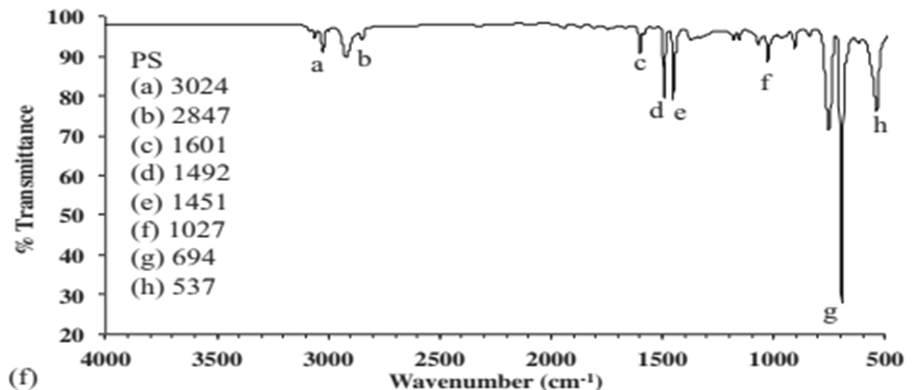 100
90
80
70
60
50
40
30
20
% Transmittance
PS
(a) 3024
(b) 2847
(c) 1601
(d) 1492
(e) 1451
(f) 1027
(g) 694
(h) 537
a
b
c
d
e
f
g
h
4000 3500 3000 2500 2000 1500 1000 500
Wavenumber (cm-1)
(f)